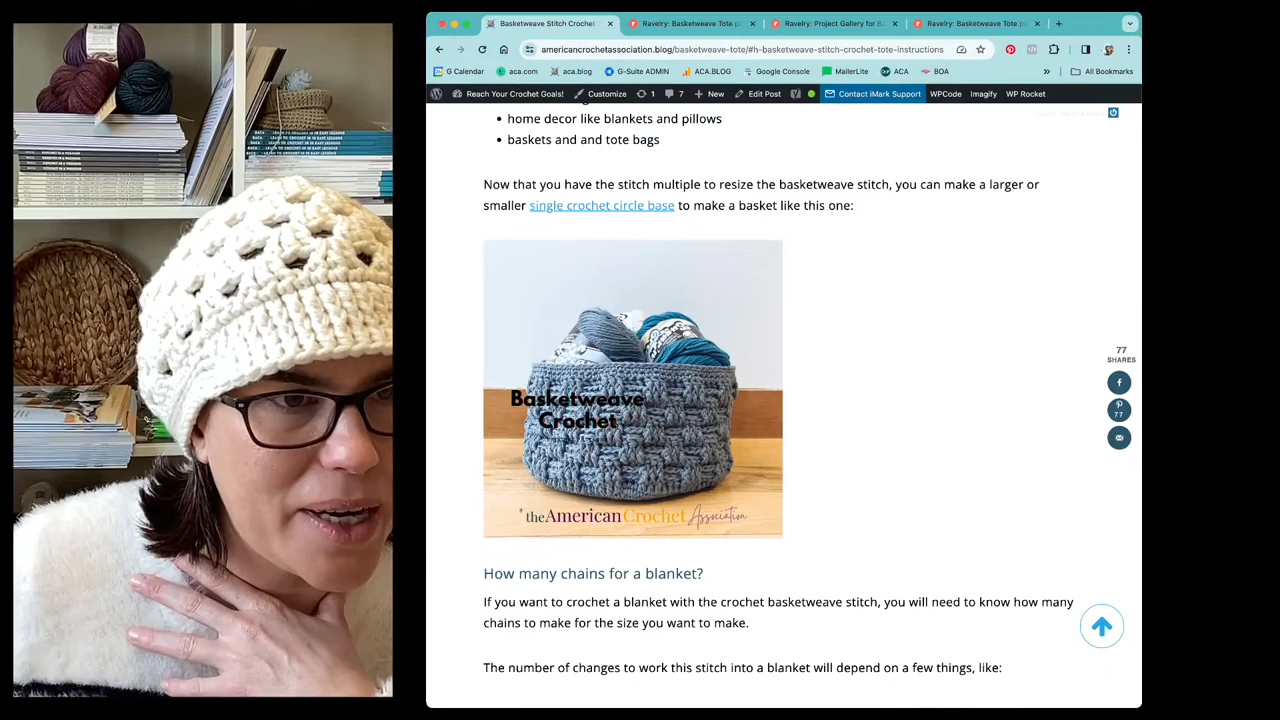 Basketweave Stitch Crochet
Ravelry: Basketweave Tote pa
Ravelry: Project Gallery for B
Ravelry: Basketweave Tote pa
americancrochetassociation.blog/basketweave-tote/#h-basketweave-stitch-crochet-tote-instructions
G Calendar
aca.com
aca.blog
G-Suite ADMIN
ACA.BLOG
Google Console
MailerLite
ACA
BOA
All Bookmarks
Reach Your Crochet Goals!
Customize
1
7
New
Edit Post
Contact iMark Support
WPCode
Imagify
WP Rocket
home decor like blankets and pillows
baskets and and tote bags
Now that you have the stitch multiple to resize the basketweave stitch, you can make a larger or
smaller single crochet circle base to make a basket like this one:
Basketweave
Crochet
the American Crochet Association
77
SHARES
77
How many chains for a blanket?
If you want to crochet a blanket with the crochet basketweave stitch, you will need to know how many
chains to make for the size you want to make.
The number of changes to work this stitch into a blanket will depend on a few things, like: